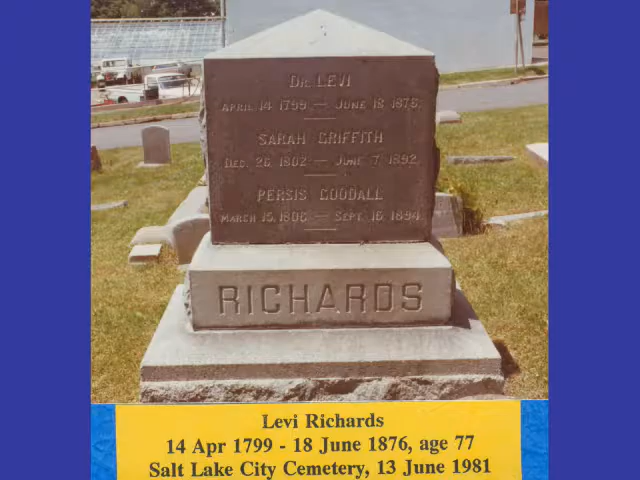 DR. LEVI
APRIL 14 1799 — JUNE 18 1876.
SARAH GRIFFITH
DEC. 26 1802 — JUNE 7 1892.
PERSIS GOODALL
MARCH 15, 1806 — SEPT. 16 1894
RICHARDS
Levi Richards
14 Apr 1799 - 18 June 1876, age 77
Salt Lake City Cemetery, 13 June 1981